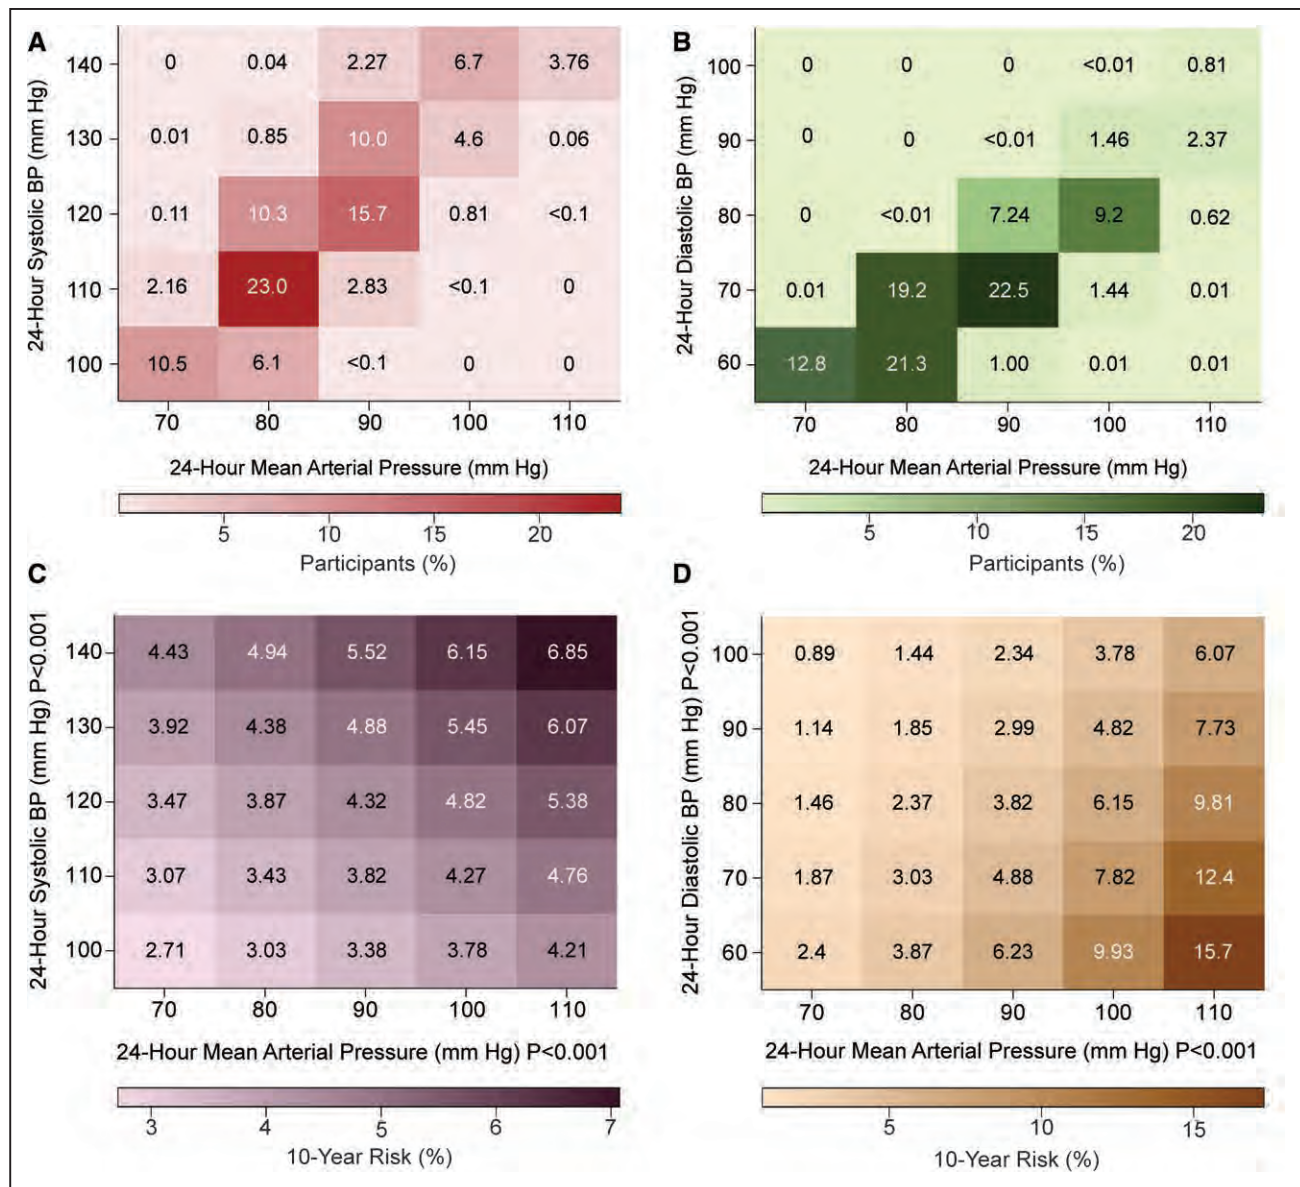 A
24-Hour Systolic BP (mm Hg)
140 0 0.04 2.27 6.7 3.76
130 0.01 0.85 10.0 4.6 0.06
120 0.11 10.3 15.7 0.81 <0.1
110 2.16 23.0 2.83 <0.1 0
100 10.5 6.1 <0.1 0 0
70 80 90 100 110
24-Hour Mean Arterial Pressure (mm Hg)
5 10 15 20
Participants (%)
B
24-Hour Diastolic BP (mm Hg)
100 0 0 0 <0.01 0.81
90 0 0 <0.01 1.46 2.37
80 0 <0.01 7.24 9.2 0.62
70 0.01 19.2 22.5 1.44 0.01
60 12.8 21.3 1.00 0.01 0.01
70 80 90 100 110
24-Hour Mean Arterial Pressure (mm Hg)
5 10 15 20
Participants (%)
C
24-Hour Systolic BP (mm Hg) P<0.001
140 4.43 4.94 5.52 6.15 6.85
130 3.92 4.38 4.88 5.45 6.07
120 3.47 3.87 4.32 4.82 5.38
110 3.07 3.43 3.82 4.27 4.76
100 2.71 3.03 3.38 3.78 4.21
70 80 90 100 110
24-Hour Mean Arterial Pressure (mm Hg) P<0.001
3 4 5 6 7
10-Year Risk (%)
D
24-Hour Diastolic BP (mm Hg) P<0.001
100 0.89 1.44 2.34 3.78 6.07
90 1.14 1.85 2.99 4.82 7.73
80 1.46 2.37 3.82 6.15 9.81
70 1.87 3.03 4.88 7.82 12.4
60 2.4 3.87 6.23 9.93 15.7
70 80 90 100 110
24-Hour Mean Arterial Pressure (mm Hg) P<0.001
5 10 15
10-Year Risk (%)